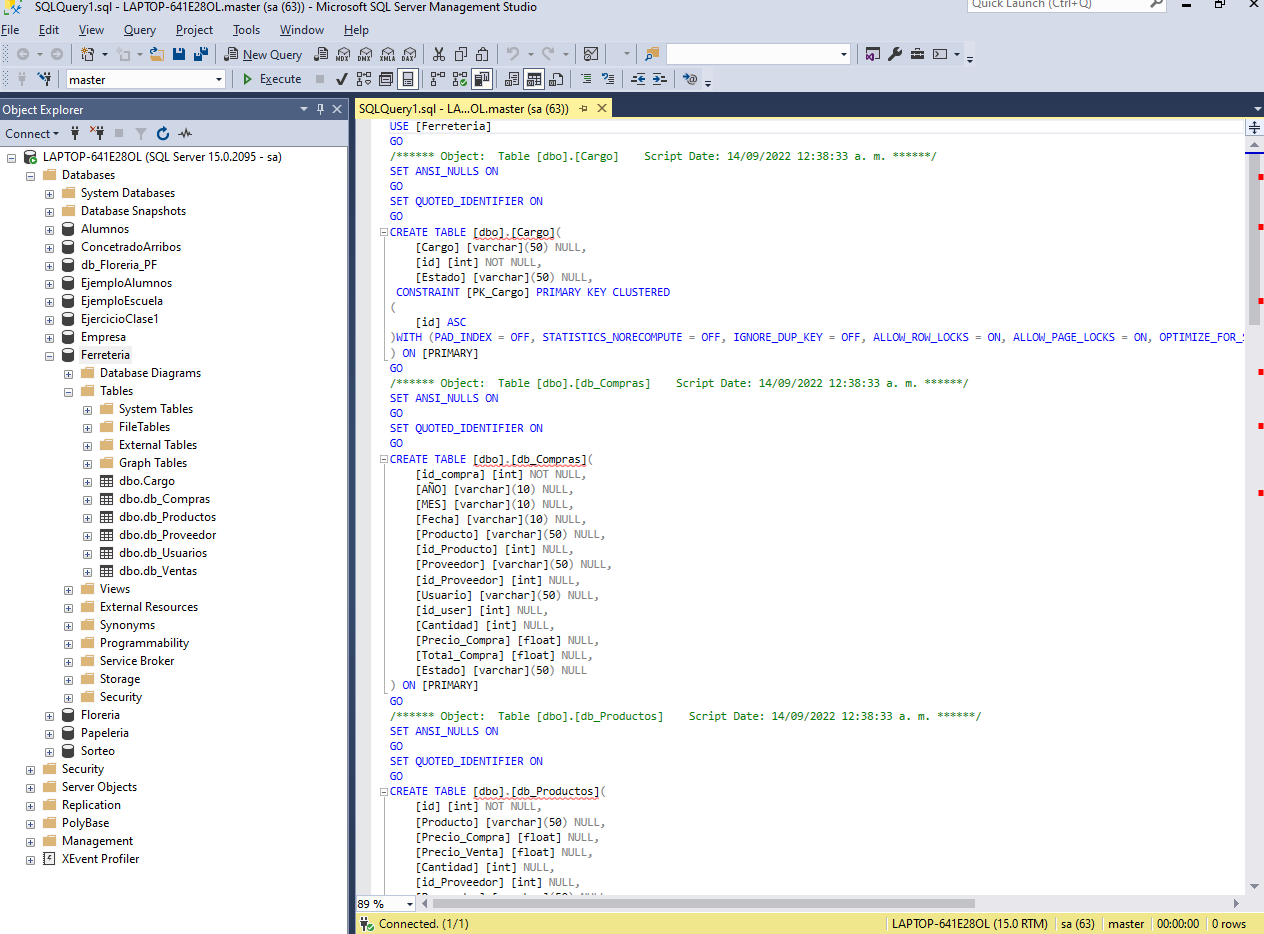 SQLQuery1.sql - LAPTOP-641E28OL.master (sa (63)) - Microsoft SQL Server Management Studio
Quick Launch (Ctrl+Q)
File Edit View Query Project Tools Window Help
New Query
MDX DMX XMLA DAX
master
Execute
Object Explorer
Connect
LAPTOP-641E28OL (SQL Server 15.0.2095 - sa)
Databases
System Databases
Database Snapshots
Alumnos
ConcetradoArribos
db_Floreria_PF
EjemploAlumnos
EjemploEscuela
EjercicioClase1
Empresa
Ferreteria
Database Diagrams
Tables
System Tables
FileTables
External Tables
Graph Tables
dbo.Cargo
dbo.db_Compras
dbo.db_Productos
dbo.db_Proveedor
dbo.db_Usuarios
dbo.db_Ventas
Views
External Resources
Synonyms
Programmability
Service Broker
Storage
Security
Floreria
Papeleria
Sorteo
Security
Server Objects
Replication
PolyBase
Management
XEvent Profiler
SQLQuery1.sql - LA...OL.master (sa (63))
USE [Ferreteria]
GO
/****** Object:  Table [dbo].[Cargo]    Script Date: 14/09/2022 12:38:33 a. m. ******/
SET ANSI_NULLS ON
GO
SET QUOTED_IDENTIFIER ON
GO
CREATE TABLE [dbo].[Cargo](
[Cargo] [varchar](50) NULL,
[id] [int] NOT NULL,
[Estado] [varchar](50) NULL,
CONSTRAINT [PK_Cargo] PRIMARY KEY CLUSTERED
(
[id] ASC
)WITH (PAD_INDEX = OFF, STATISTICS_NORECOMPUTE = OFF, IGNORE_DUP_KEY = OFF, ALLOW_ROW_LOCKS = ON, ALLOW_PAGE_LOCKS = ON, OPTIMIZE_FOR_S
) ON [PRIMARY]
GO
/****** Object:  Table [dbo].[db_Compras]    Script Date: 14/09/2022 12:38:33 a. m. ******/
SET ANSI_NULLS ON
GO
SET QUOTED_IDENTIFIER ON
GO
CREATE TABLE [dbo].[db_Compras](
[id_compra] [int] NOT NULL,
[AÑO] [varchar](10) NULL,
[MES] [varchar](10) NULL,
[Fecha] [varchar](10) NULL,
[Producto] [varchar](50) NULL,
[id_Producto] [int] NULL,
[Proveedor] [varchar](50) NULL,
[id_Proveedor] [int] NULL,
[Usuario] [varchar](50) NULL,
[id_user] [int] NULL,
[Cantidad] [int] NULL,
[Precio_Compra] [float] NULL,
[Total_Compra] [float] NULL,
[Estado] [varchar](50) NULL
) ON [PRIMARY]
GO
/****** Object:  Table [dbo].[db_Productos]    Script Date: 14/09/2022 12:38:33 a. m. ******/
SET ANSI_NULLS ON
GO
SET QUOTED_IDENTIFIER ON
GO
CREATE TABLE [dbo].[db_Productos](
[id] [int] NOT NULL,
[Producto] [varchar](50) NULL,
[Precio_Compra] [float] NULL,
[Precio_Venta] [float] NULL,
[Cantidad] [int] NULL,
[id_Proveedor] [int] NULL,
89 %
Connected. (1/1)
LAPTOP-641E28OL (15.0 RTM) sa (63) master 00:00:00 0 rows